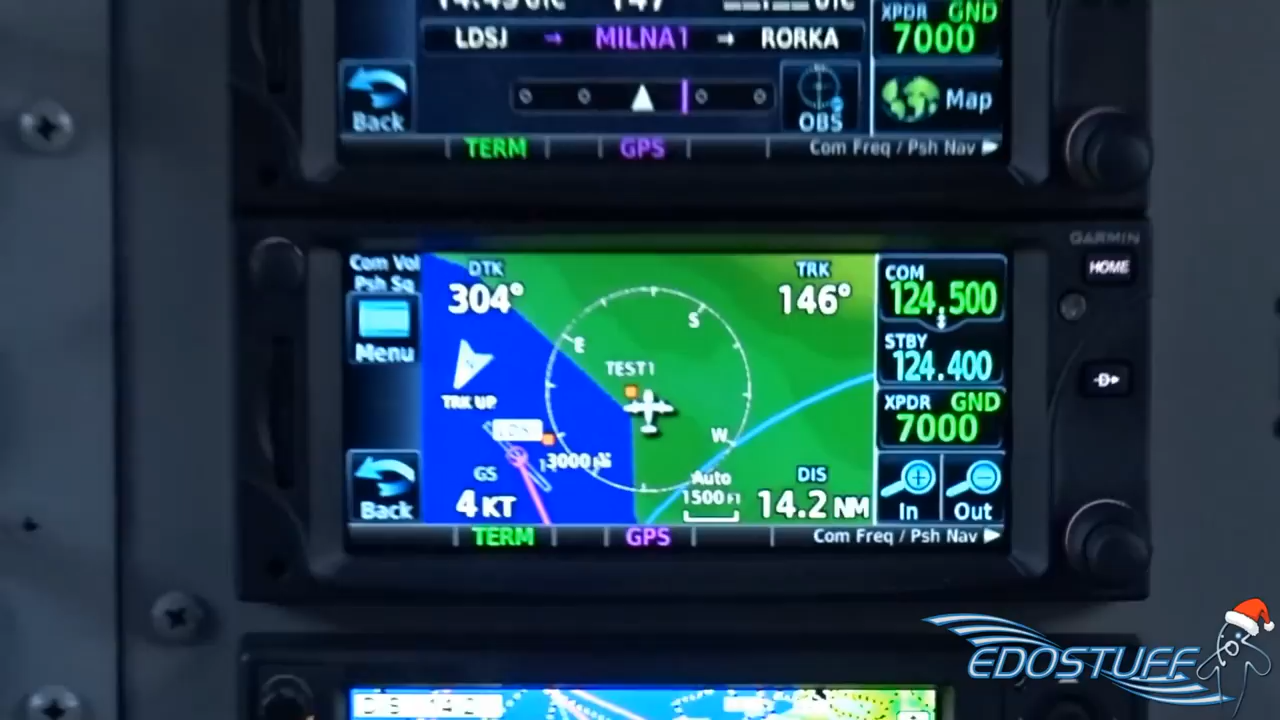 LDSJ → MILNA1 → RORKA
XPDR GND
7000
Map
Back
OBS
TERM GPS Com Freq / Psh Nav
GARMIN
HOME
Com Vol
Psh Sq
Menu
DTK
304°
TRK
146°
COM
124.500
STBY
124.400
XPDR GND
7000
S
E
TEST1
W
TRK UP
GS
4 KT
Auto
1500 FT
DIS
14.2 NM
Back
In Out
TERM GPS Com Freq / Psh Nav
D
EDOSTUFF